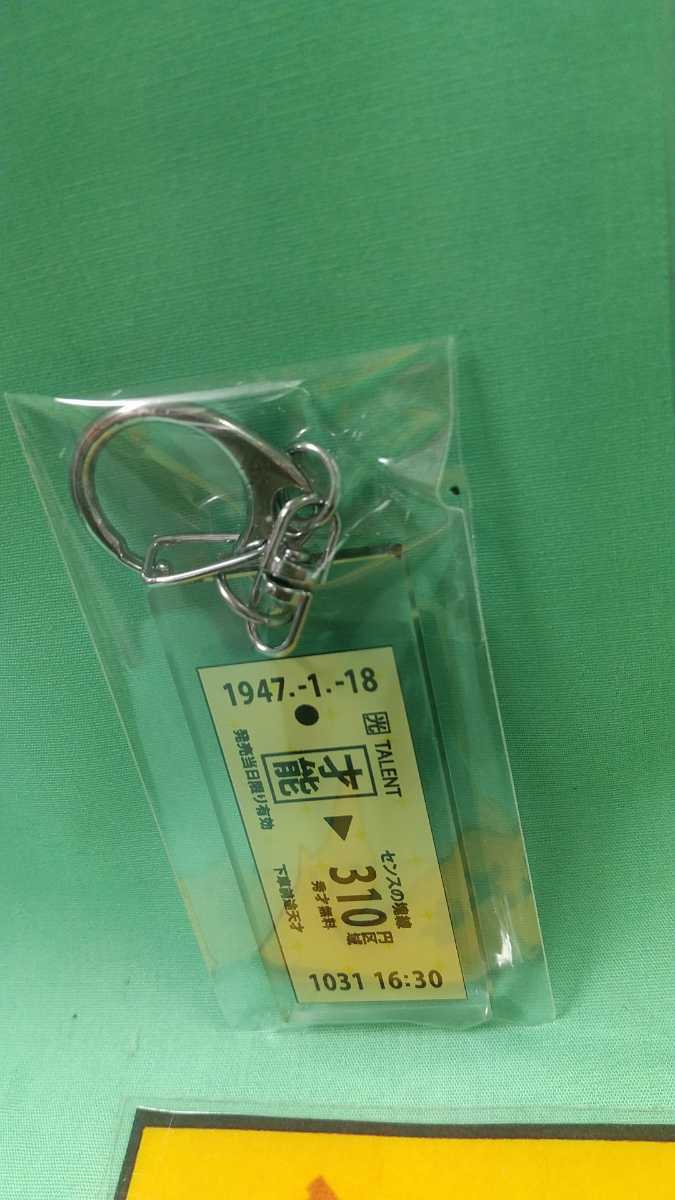 1947.-1.-18
光 TALENT
才能
発売当日限り有効
センスの境線
310円区域
秀才無料
下車前途天才
1031 16:30